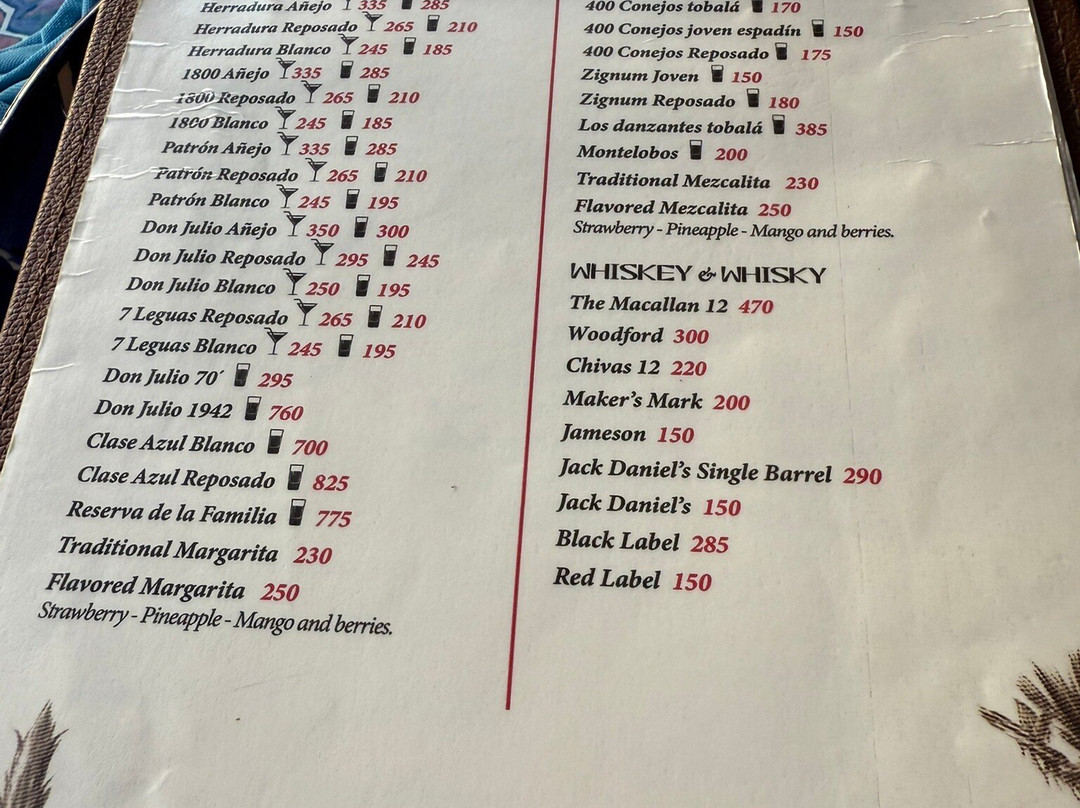 Herradura Añejo 335 285
Herradura Reposado 265 210
Herradura Blanco 245 185
1800 Añejo 335 285
1800 Reposado 265 210
1800 Blanco 245 185
Patrón Añejo 335 285
Patrón Reposado 265 210
Patrón Blanco 245 195
Don Julio Añejo 350 300
Don Julio Reposado 295 245
Don Julio Blanco 250 195
7 Leguas Reposado 265 210
7 Leguas Blanco 245 195
Don Julio 70´ 295
Don Julio 1942 760
Clase Azul Blanco 700
Clase Azul Reposado 825
Reserva de la Familia 775
Traditional Margarita 230
Flavored Margarita 250
Strawberry - Pineapple - Mango and berries.
400 Conejos tobalá 170
400 Conejos joven espadín 150
400 Conejos Reposado 175
Zignum Joven 150
Zignum Reposado 180
Los danzantes tobalá 385
Montelobos 200
Traditional Mezcalita 230
Flavored Mezcalita 250
Strawberry - Pineapple - Mango and berries.
WHISKEY & WHISKY
The Macallan 12 470
Woodford 300
Chivas 12 220
Maker's Mark 200
Jameson 150
Jack Daniel's Single Barrel 290
Jack Daniel's 150
Black Label 285
Red Label 150